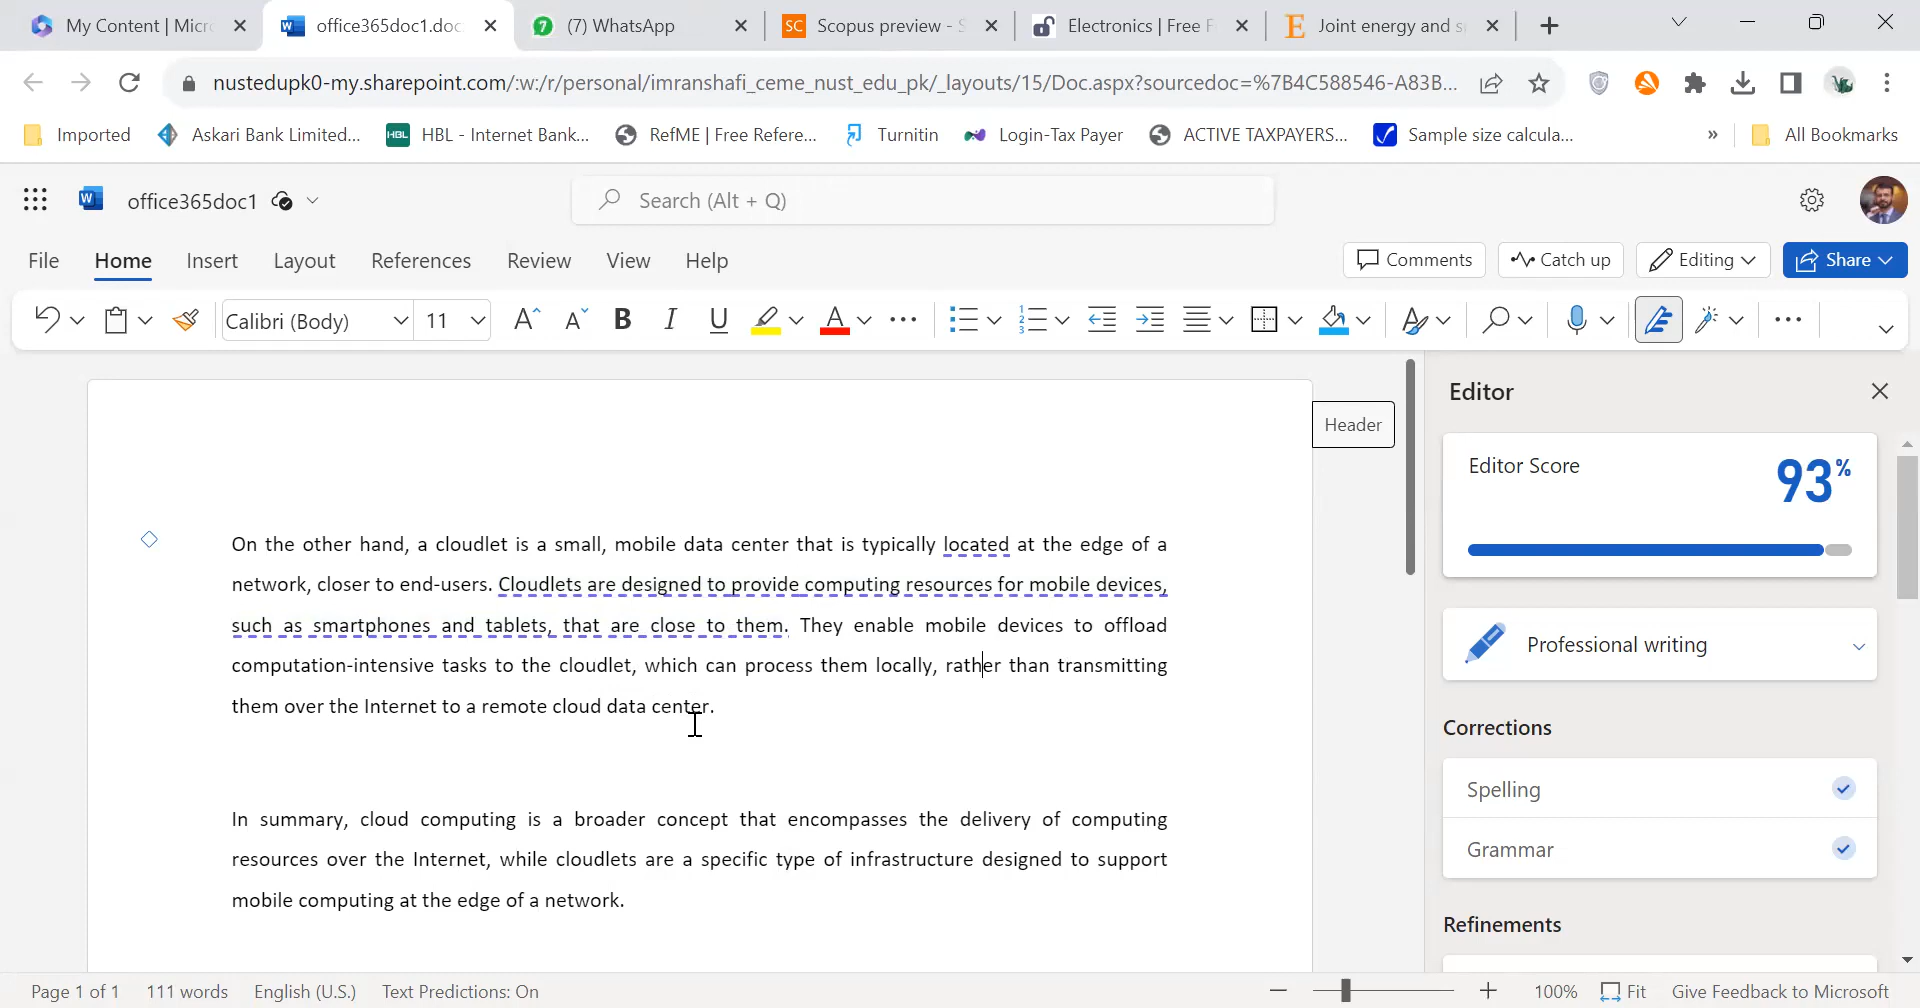 My Content | Micr
office365doc1.doc
(7) WhatsApp
SC Scopus preview - S
Electronics | Free F
E Joint energy and sp
nustedupk0-my.sharepoint.com/:w:/r/personal/imranshafi_ceme_nust_edu_pk/_layouts/15/Doc.aspx?sourcedoc=%7B4C588546-A83B...
Imported
Askari Bank Limited...
HBL HBL - Internet Bank...
RefME | Free Refere...
Turnitin
Login-Tax Payer
ACTIVE TAXPAYERS...
Sample size calcula...
»
All Bookmarks
office365doc1
Search (Alt + Q)
File Home Insert Layout References Review View Help
Comments
Catch up
Editing
Share
Calibri (Body) 11
Header
On the other hand, a cloudlet is a small, mobile data center that is typically located at the edge of a
network, closer to end-users. Cloudlets are designed to provide computing resources for mobile devices,
such as smartphones and tablets, that are close to them. They enable mobile devices to offload
computation-intensive tasks to the cloudlet, which can process them locally, rather than transmitting
them over the Internet to a remote cloud data center.
In summary, cloud computing is a broader concept that encompasses the delivery of computing
resources over the Internet, while cloudlets are a specific type of infrastructure designed to support
mobile computing at the edge of a network.
Editor
Editor Score 93%
Professional writing
Corrections
Spelling
Grammar
Refinements
Page 1 of 1 111 words English (U.S.) Text Predictions: On
100% Fit Give Feedback to Microsoft